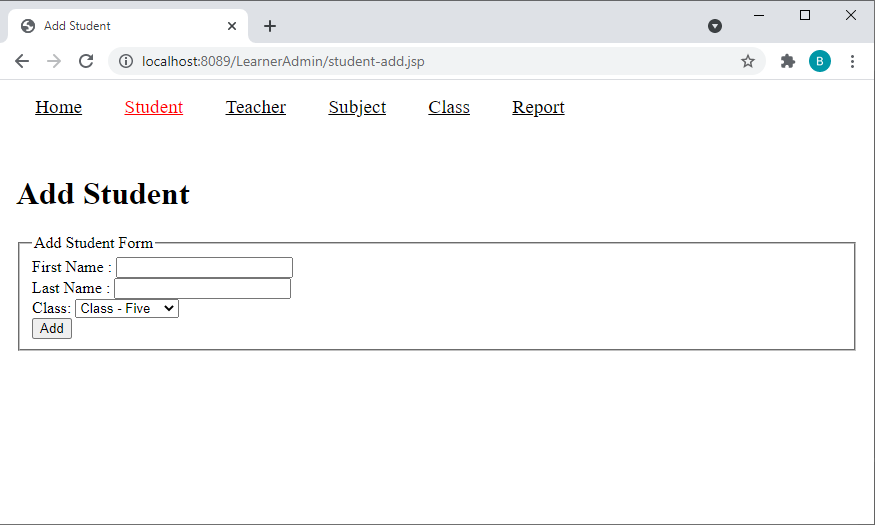 Add Student
localhost:8089/LearnerAdmin/student-add.jsp
B
Home Student Teacher Subject Class Report
Add Student
Add Student Form
First Name :
Last Name :
Class: Class - Five
Add